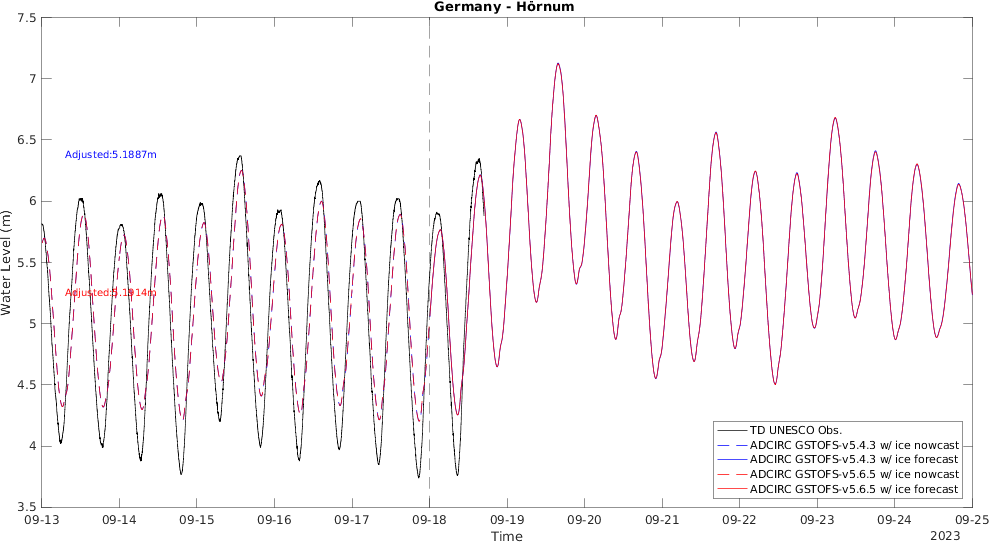 Germany - Hörnum
Water Level (m)
7.5
7
6.5
6
5.5
5
4.5
4
3.5
Adjusted:5.1887m
Adjusted:5.1914m
TD UNESCO Obs.
ADCIRC GSTOFS-v5.4.3 w/ ice nowcast
ADCIRC GSTOFS-v5.4.3 w/ ice forecast
ADCIRC GSTOFS-v5.6.5 w/ ice nowcast
ADCIRC GSTOFS-v5.6.5 w/ ice forecast
09-13 09-14 09-15 09-16 09-17 09-18 09-19 09-20 09-21 09-22 09-23 09-24 09-25
Time
2023